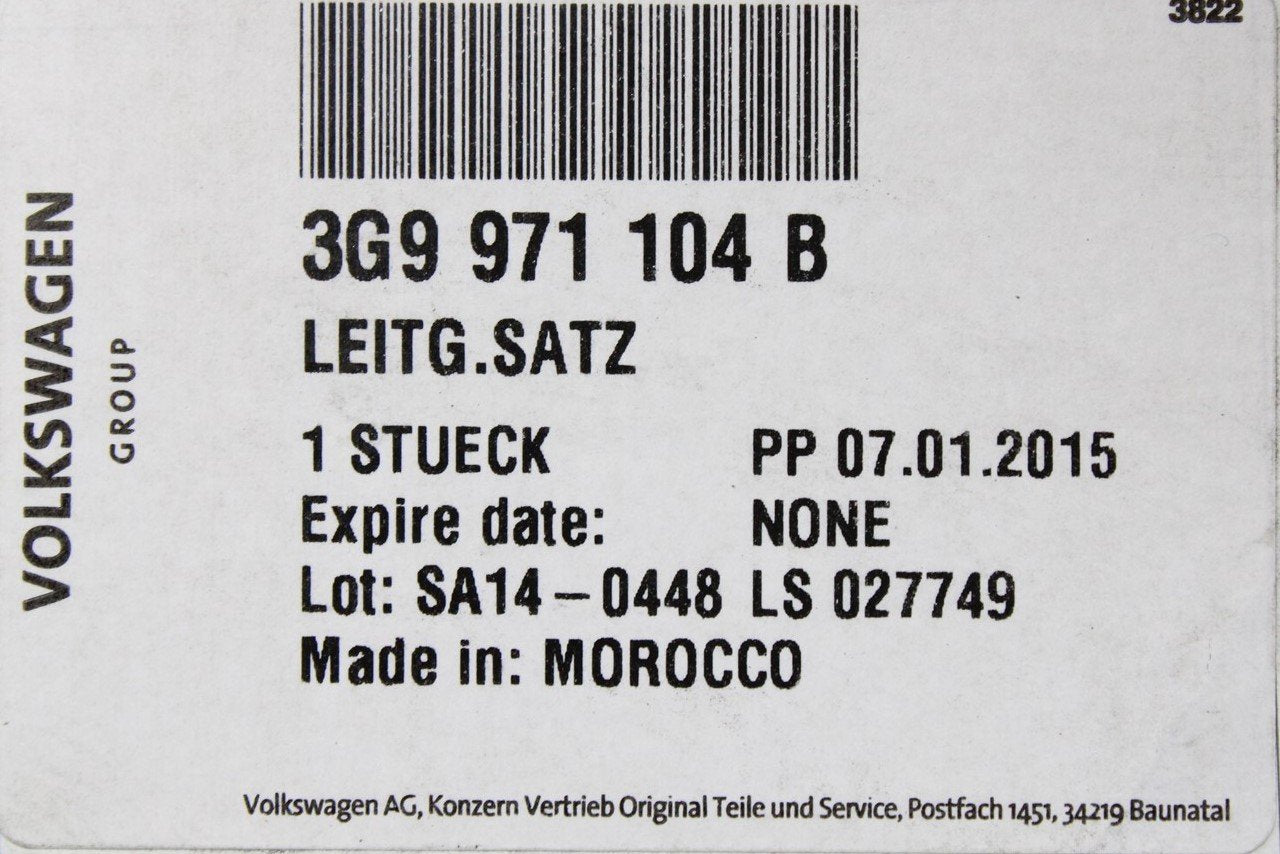 3822
VOLKSWAGEN
GROUP
3G9 971 104 B
LEITG.SATZ
1 STUECK PP 07.01.2015
Expire date: NONE
Lot: SA14–0448 LS 027749
Made in: MOROCCO
Volkswagen AG, Konzern Vertrieb Original Teile und Service, Postfach 1451, 34219 Baunatal